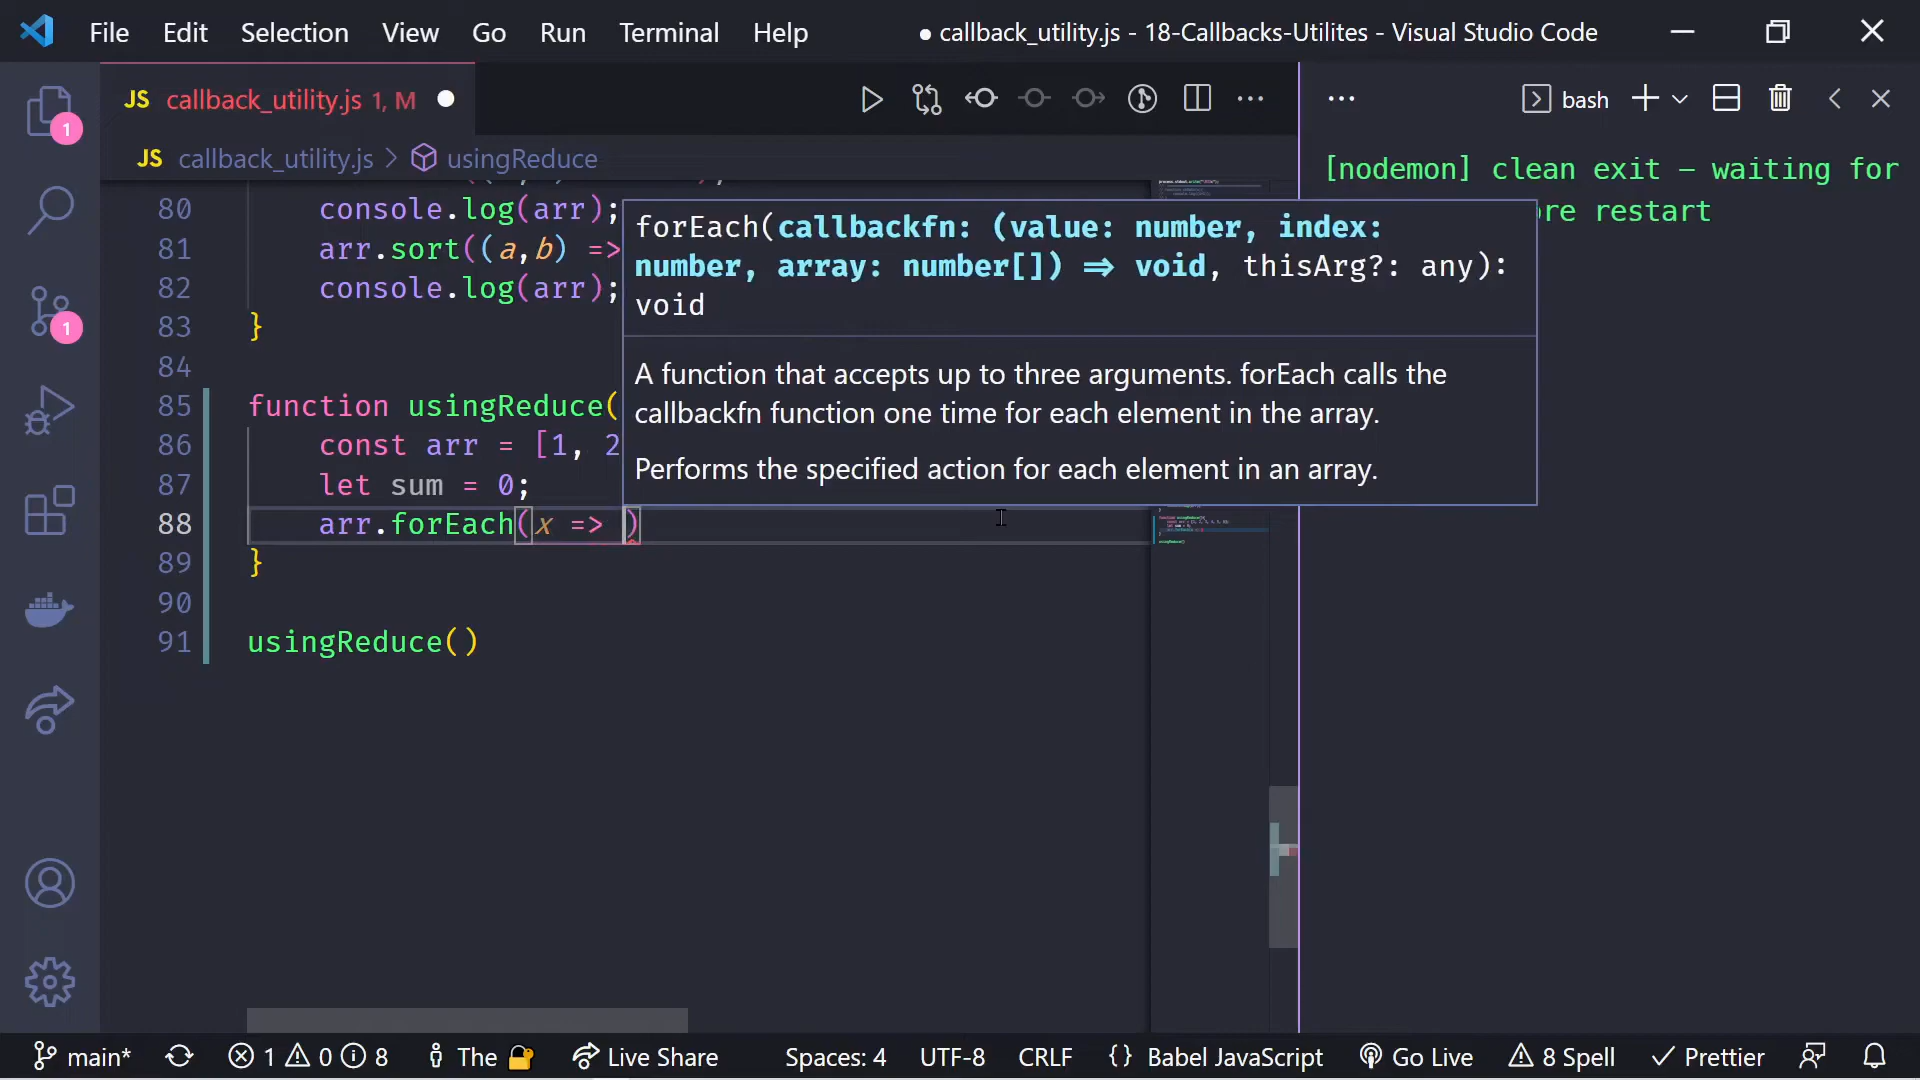 File Edit Selection View Go Run Terminal Help
callback_utility.js - 18-Callbacks-Utilites - Visual Studio Code
JS callback_utility.js 1, M
bash
JS callback_utility.js > usingReduce
[nodemon] clean exit – waiting for
re restart
80 console.log(arr);
81 arr.sort((a,b) =>
82 console.log(arr);
83 }
84
85 function usingReduce(
86 const arr = [1, 2
87 let sum = 0;
88 arr.forEach(x => )
89 }
90
91 usingReduce()
forEach(callbackfn: (value: number, index:
number, array: number[]) => void, thisArg?: any):
void
A function that accepts up to three arguments. forEach calls the
callbackfn function one time for each element in the array.
Performs the specified action for each element in an array.
1
1
main* 1 0 8 The Live Share Spaces: 4 UTF-8 CRLF {} Babel JavaScript Go Live 8 Spell Prettier